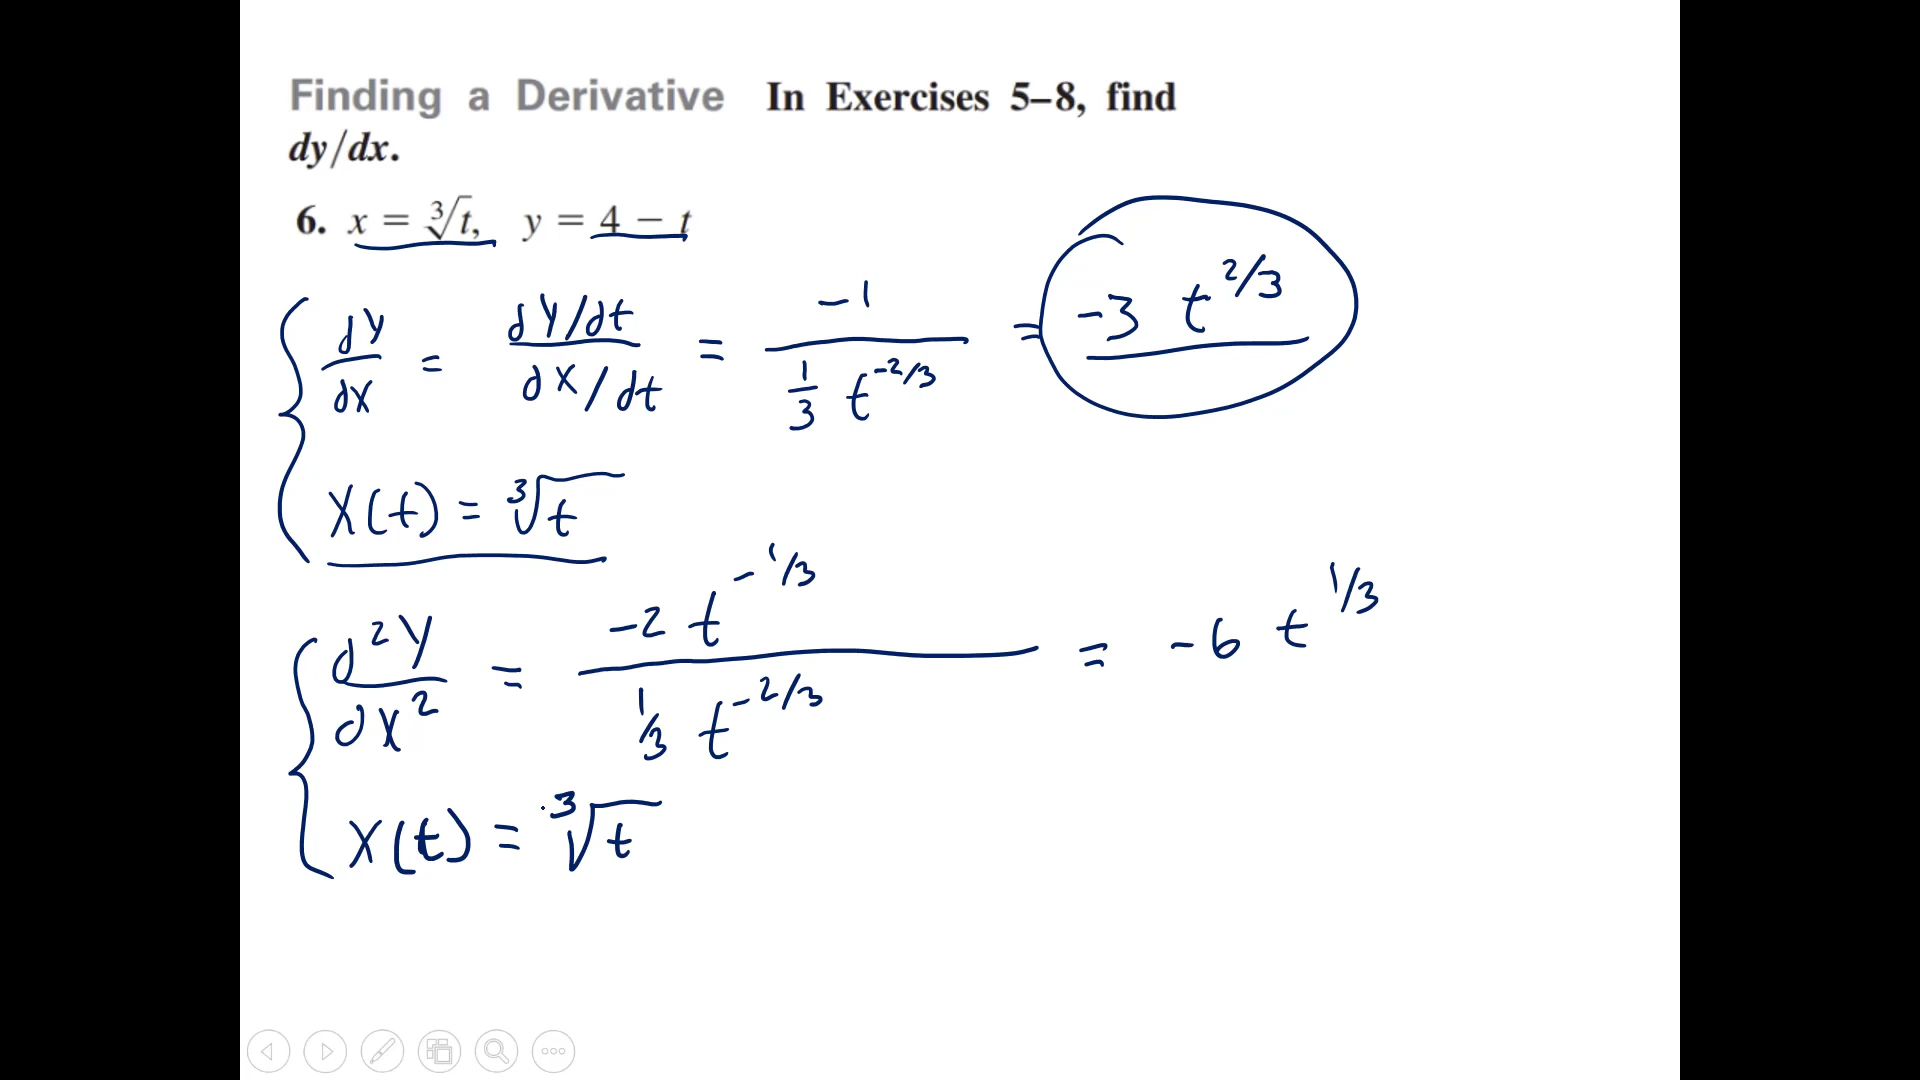 Finding a Derivative In Exercises 5–8, find
dy/dx.
6. x = ∛t, y = 4 − t
dy/dx = (dy/dt)/(dx/dt) = -1/(1/3 t^(-2/3)) = -3 t^(2/3)
x(t) = ∛t
d²y/dx² = (-2 t^(-1/3))/(1/3 t^(-2/3)) = -6 t^(1/3)
x(t) = ∛t